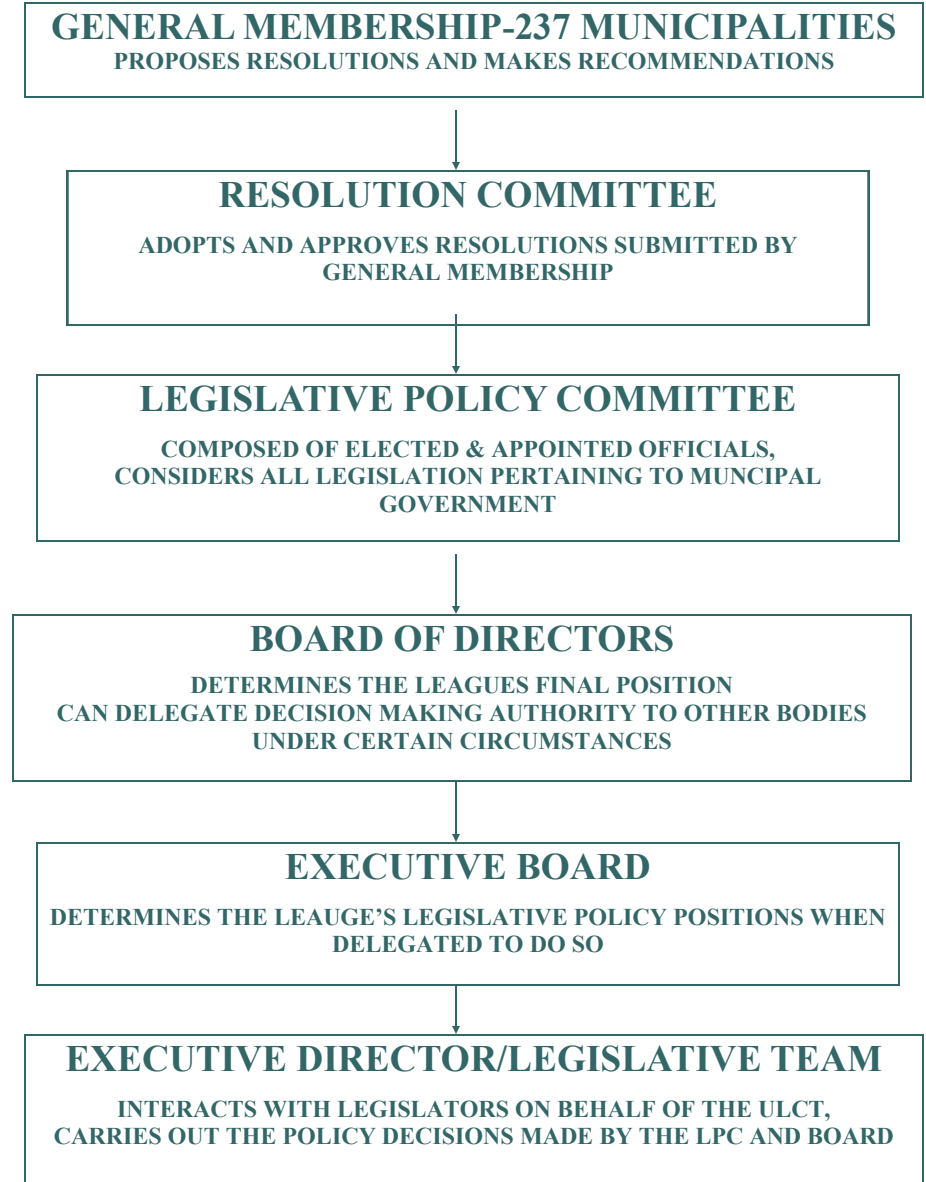 GENERAL MEMBERSHIP-237 MUNICIPALITIES
PROPOSES RESOLUTIONS AND MAKES RECOMMENDATIONS
RESOLUTION COMMITTEE
ADOPTS AND APPROVES RESOLUTIONS SUBMITTED BY
GENERAL MEMBERSHIP
LEGISLATIVE POLICY COMMITTEE
COMPOSED OF ELECTED & APPOINTED OFFICIALS,
CONSIDERS ALL LEGISLATION PERTAINING TO MUNCIPAL
GOVERNMENT
BOARD OF DIRECTORS
DETERMINES THE LEAGUES FINAL POSITION
CAN DELEGATE DECISION MAKING AUTHORITY TO OTHER BODIES
UNDER CERTAIN CIRCUMSTANCES
EXECUTIVE BOARD
DETERMINES THE LEAUGE’S LEGISLATIVE POLICY POSITIONS WHEN
DELEGATED TO DO SO
EXECUTIVE DIRECTOR/LEGISLATIVE TEAM
INTERACTS WITH LEGISLATORS ON BEHALF OF THE ULCT,
CARRIES OUT THE POLICY DECISIONS MADE BY THE LPC AND BOARD